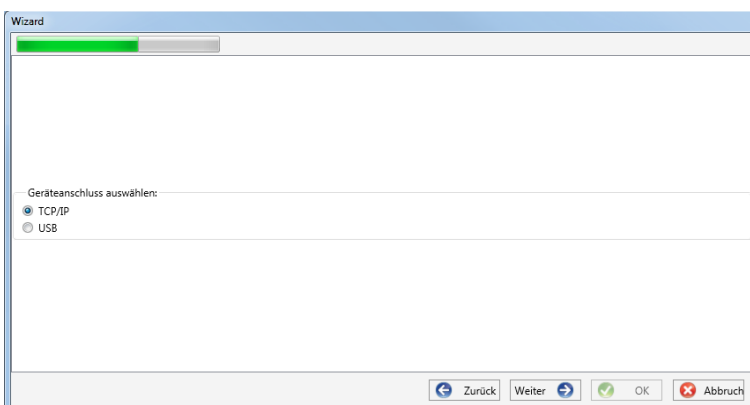 Wizard
Geräteanschluss auswählen:
TCP/IP
USB
Zurück Weiter OK Abbruch